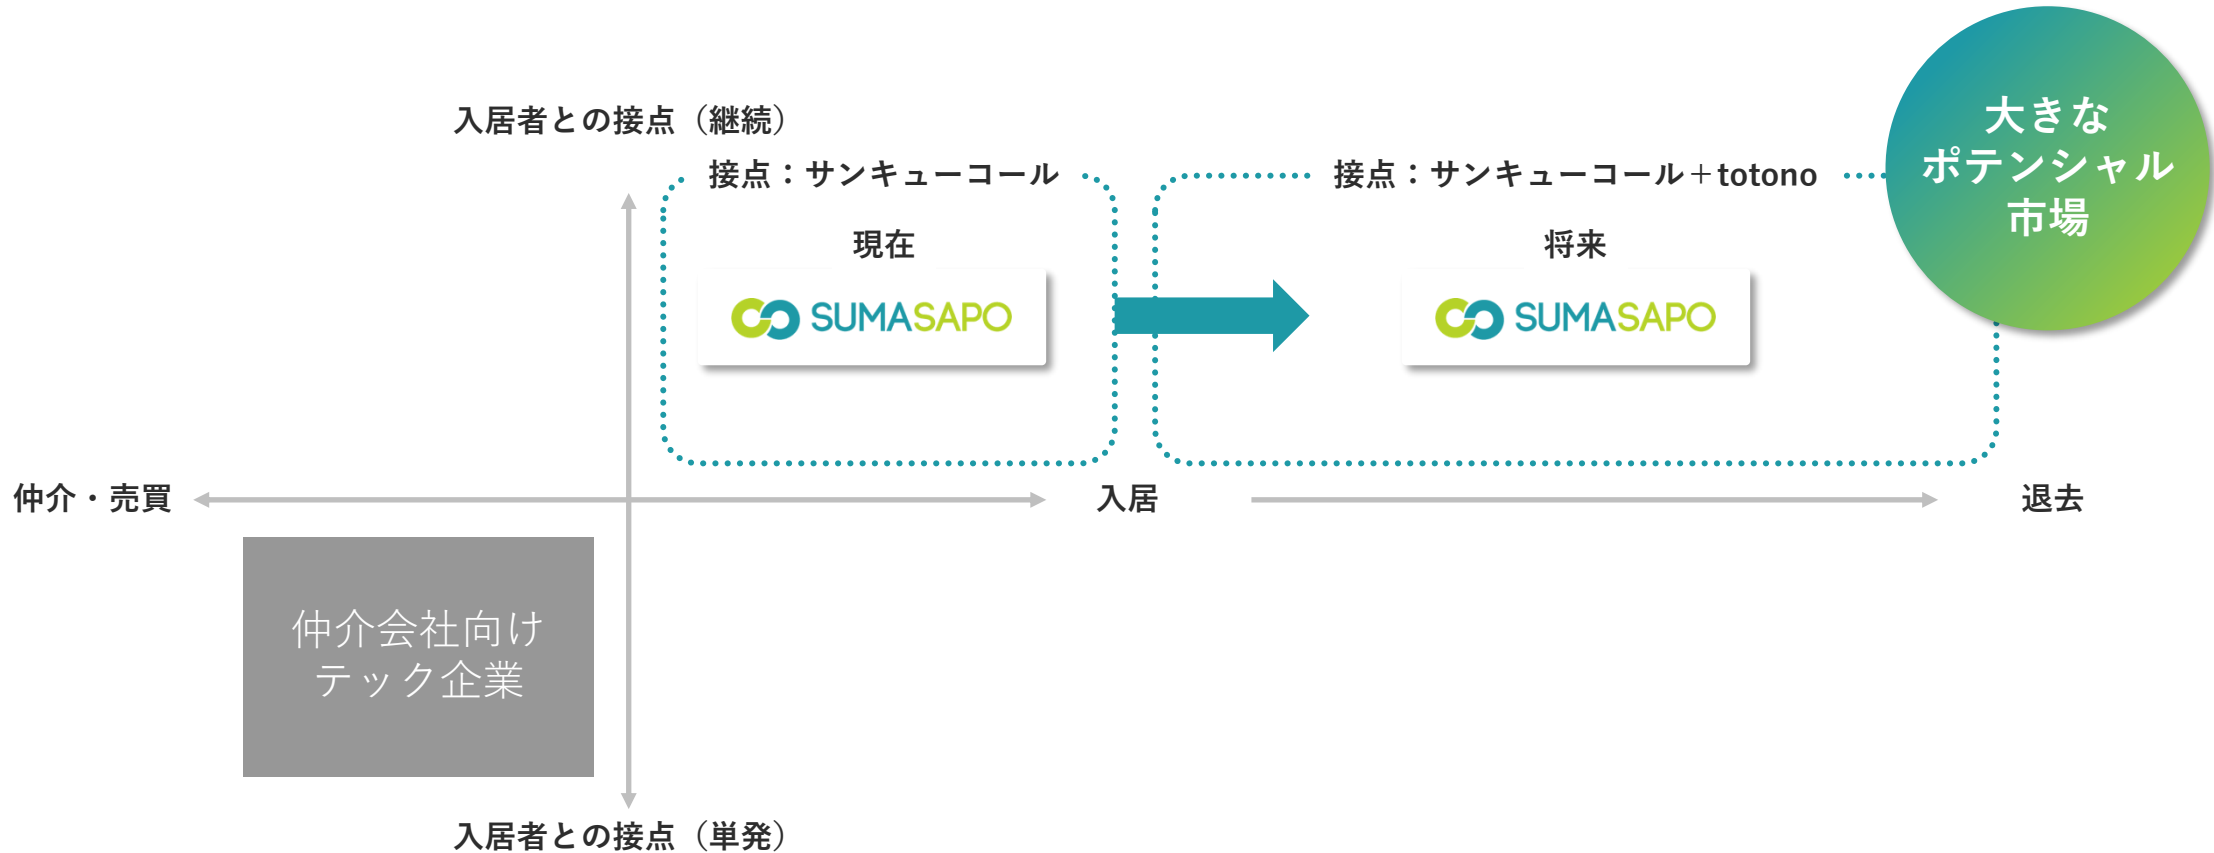 大きな
ポテンシャル
市場
入居者との接点（継続）
接点：サンキューコール
接点：サンキューコール＋totono
現在
将来
SUMASAPO
SUMASAPO
仲介・売買
入居
退去
仲介会社向け
テック企業
入居者との接点（単発）